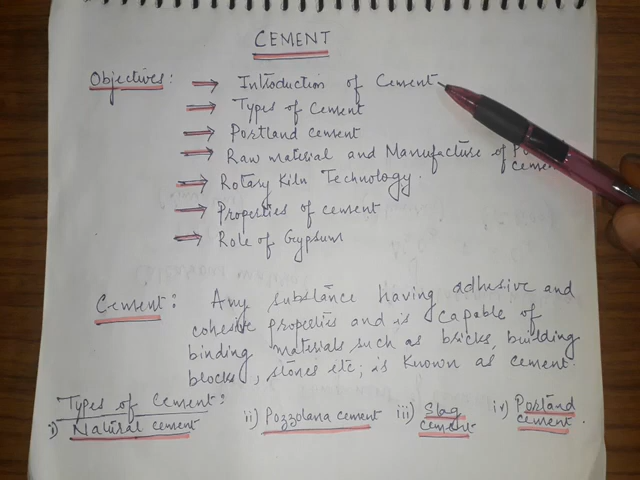 CEMENT
Objectives: → Introduction of Cement
→ Types of Cement
→ Portland cement
→ Raw material and Manufacture of
cement
→ Rotary Kiln Technology.
→ Properties of cement
→ Role of Gypsum
Cement: Any substance having adhesive and
cohesive properties and is capable of
binding materials such as bricks, building
blocks, stones etc; is known as cement.
Types of Cement:
i) Natural cement ii) Pozzolana cement iii) Slag cement iv) Portland cement.